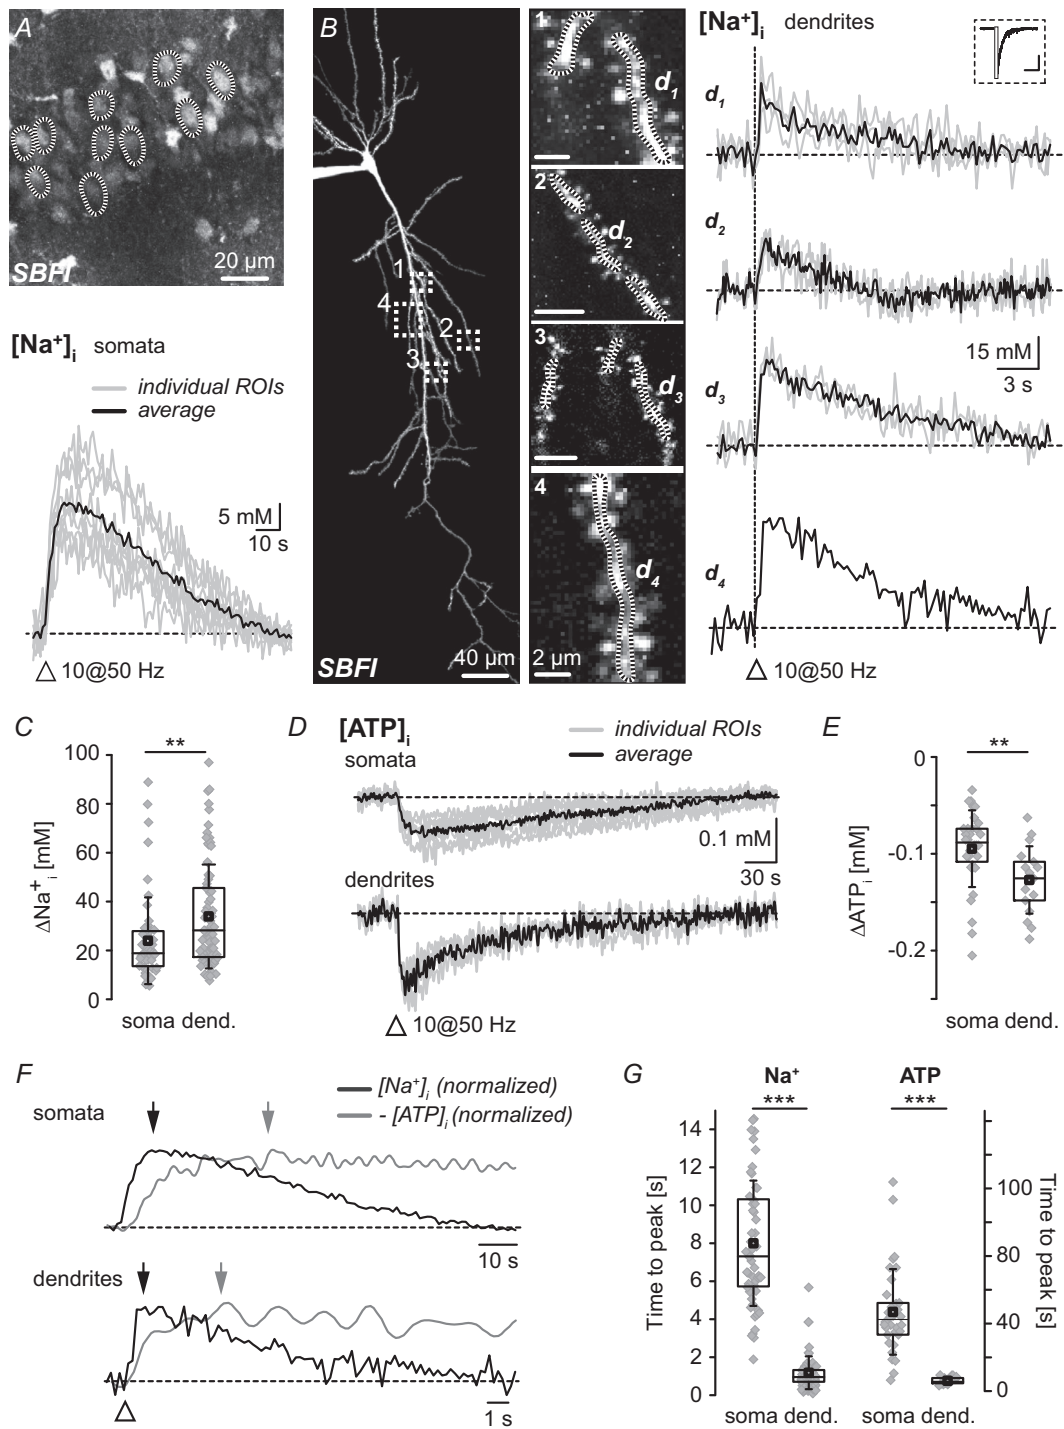 A
SBFI
20 µm
[Na⁺]ᵢ somata
individual ROIs
average
5 mM
10 s
△ 10@50 Hz
B
1
4
2
3
SBFI
40 µm
1
d₁
2
d₂
3
d₃
4
d₄
2 µm
[Na⁺]ᵢ dendrites
d₁
d₂
15 mM
3 s
d₃
d₄
△ 10@50 Hz
C
**
ΔNa⁺ᵢ [mM]
100
80
60
40
20
0
soma dend.
D
[ATP]ᵢ
individual ROIs
average
somata
0.1 mM
30 s
dendrites
△ 10@50 Hz
E
**
ΔATPᵢ [mM]
0
-0.1
-0.2
soma dend.
F
[Na⁺]ᵢ (normalized)
- [ATP]ᵢ (normalized)
somata
10 s
dendrites
1 s
G
Na⁺
***
ATP
***
Time to peak [s]
14
12
10
8
6
4
2
0
100
80
40
0
Time to peak [s]
soma dend.
soma dend.